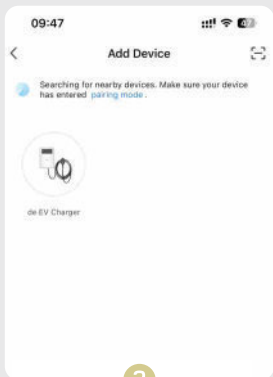 09:47
Add Device
Searching for nearby devices. Make sure your device
has entered pairing mode.
de EV Charger